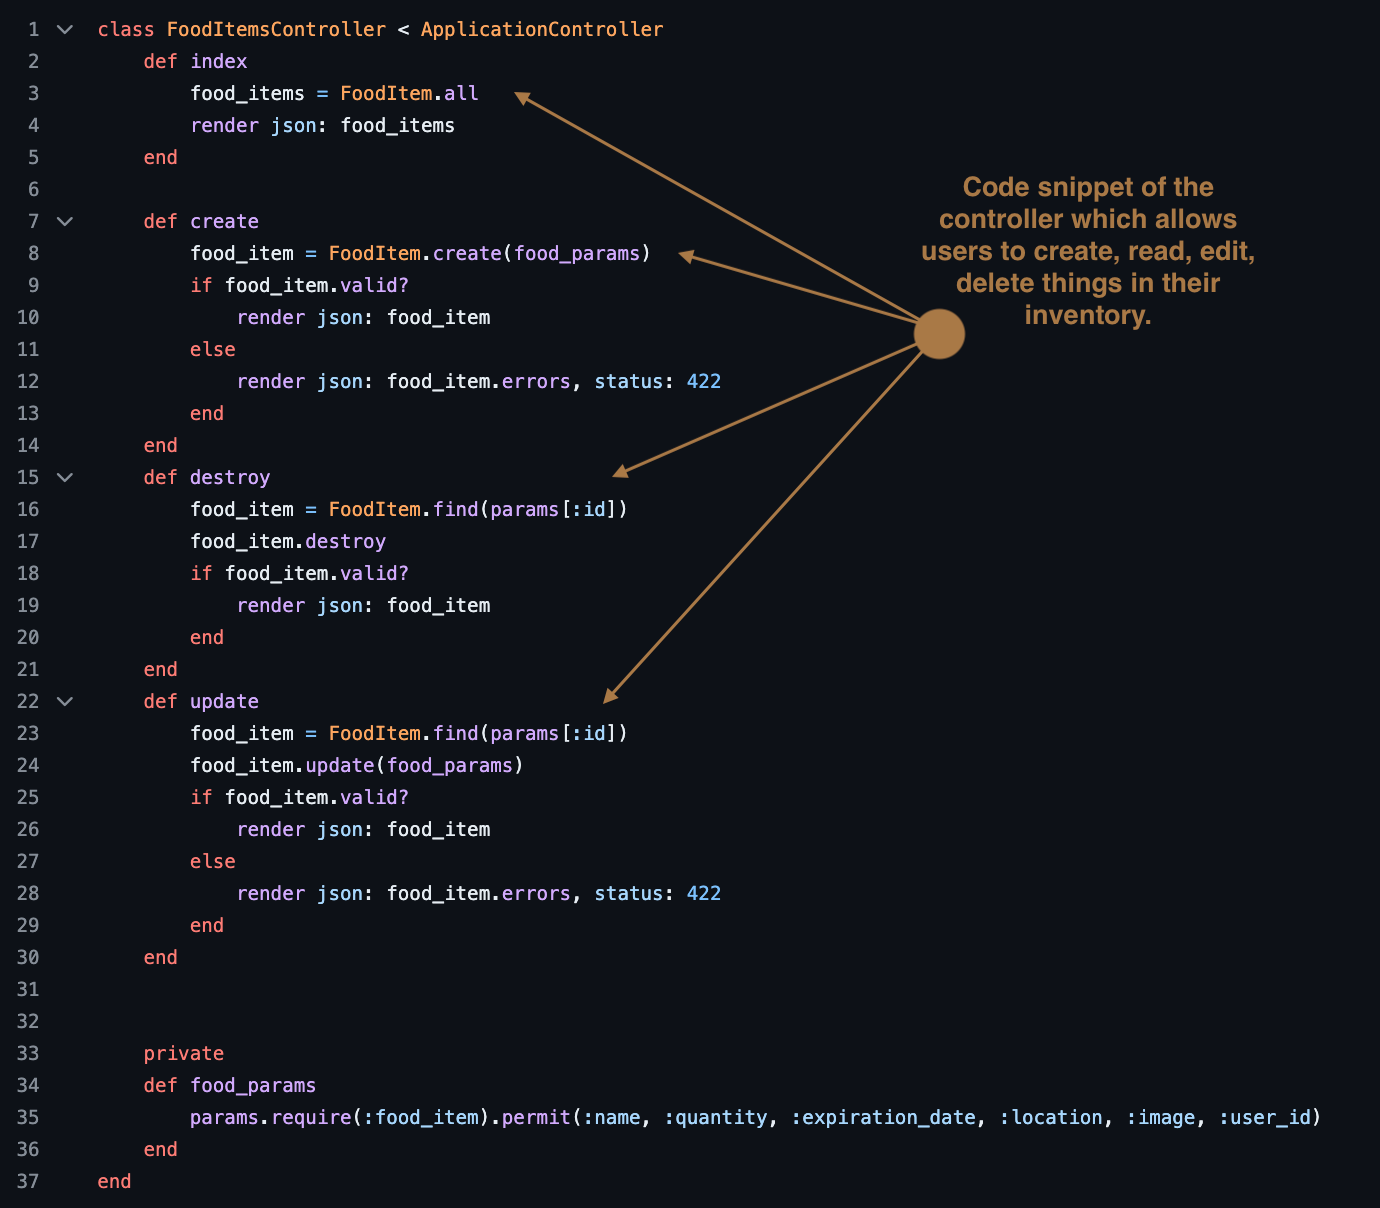 1 class FoodItemsController < ApplicationController
2     def index
3         food_items = FoodItem.all
4         render json: food_items
5     end
6
7     def create
8         food_item = FoodItem.create(food_params)
9         if food_item.valid?
10             render json: food_item
11         else
12             render json: food_item.errors, status: 422
13         end
14     end
15     def destroy
16         food_item = FoodItem.find(params[:id])
17         food_item.destroy
18         if food_item.valid?
19             render json: food_item
20         end
21     end
22     def update
23         food_item = FoodItem.find(params[:id])
24         food_item.update(food_params)
25         if food_item.valid?
26             render json: food_item
27         else
28             render json: food_item.errors, status: 422
29         end
30     end
31
32
33     private
34     def food_params
35         params.require(:food_item).permit(:name, :quantity, :expiration_date, :location, :image, :user_id)
36     end
37 end
Code snippet of the
controller which allows
users to create, read, edit,
delete things in their
inventory.